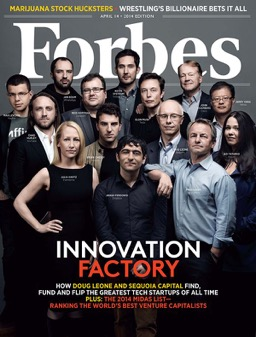 MARIJUANA STOCK HUCKSTERS WRESTLING'S BILLIONAIRE BETS IT ALL
APRIL 14 2014 EDITION
Forbes
INNOVATION
FACTORY
HOW DOUG LEONE AND SEQUOIA CAPITAL FIND,
FUND AND FLIP THE GREATEST TECH STARTUPS OF ALL TIME
PLUS: THE 2014 MIDAS LIST—
RANKING THE WORLD'S BEST VENTURE CAPITALISTS